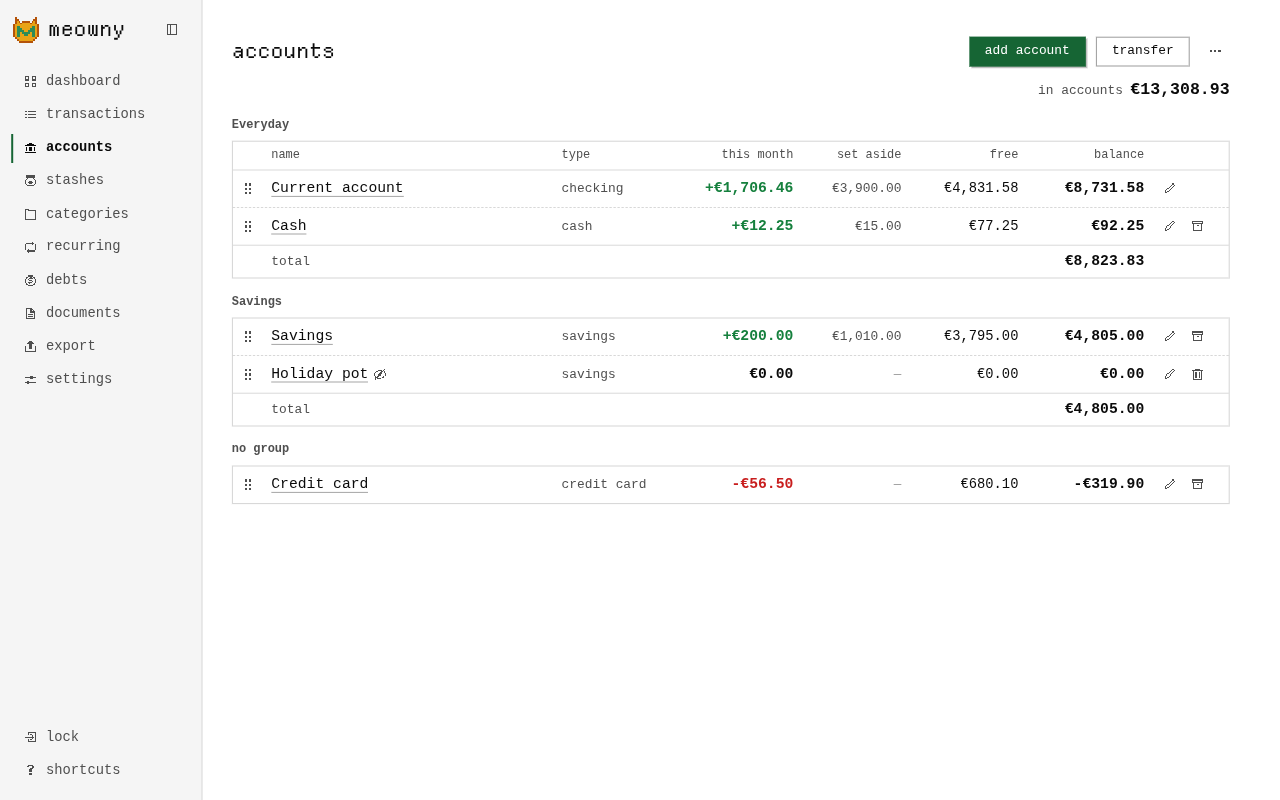 meowny
dashboard
transactions
accounts
stashes
categories
recurring
debts
documents
export
settings
lock
? shortcuts
accounts
add account
transfer
in accounts €13,308.93
Everyday
name type this month set aside free balance
Current account checking +€1,706.46 €3,900.00 €4,831.58 €8,731.58
Cash cash +€12.25 €15.00 €77.25 €92.25
total €8,823.83
Savings
Savings savings +€200.00 €1,010.00 €3,795.00 €4,805.00
Holiday pot savings €0.00 — €0.00 €0.00
total €4,805.00
no group
Credit card credit card -€56.50 — €680.10 -€319.90